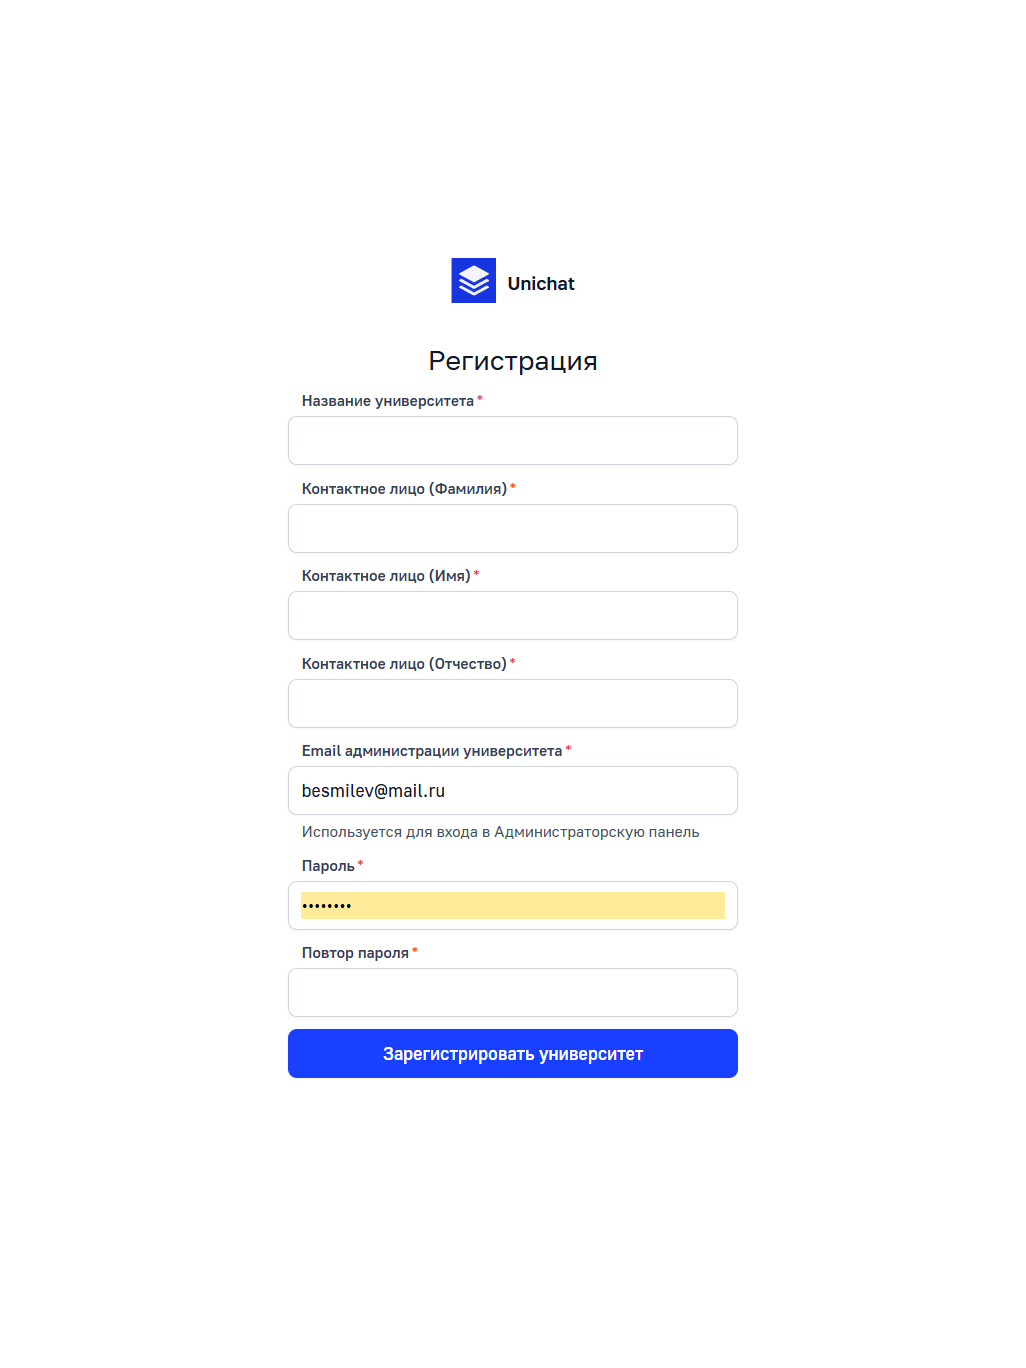 Unichat
Регистрация
Название университета *
Контактное лицо (Фамилия) *
Контактное лицо (Имя) *
Контактное лицо (Отчество) *
Email администрации университета *
besmilev@mail.ru
Используется для входа в Администраторскую панель
Пароль *
••••••••
Повтор пароля *
Зарегистрировать университет